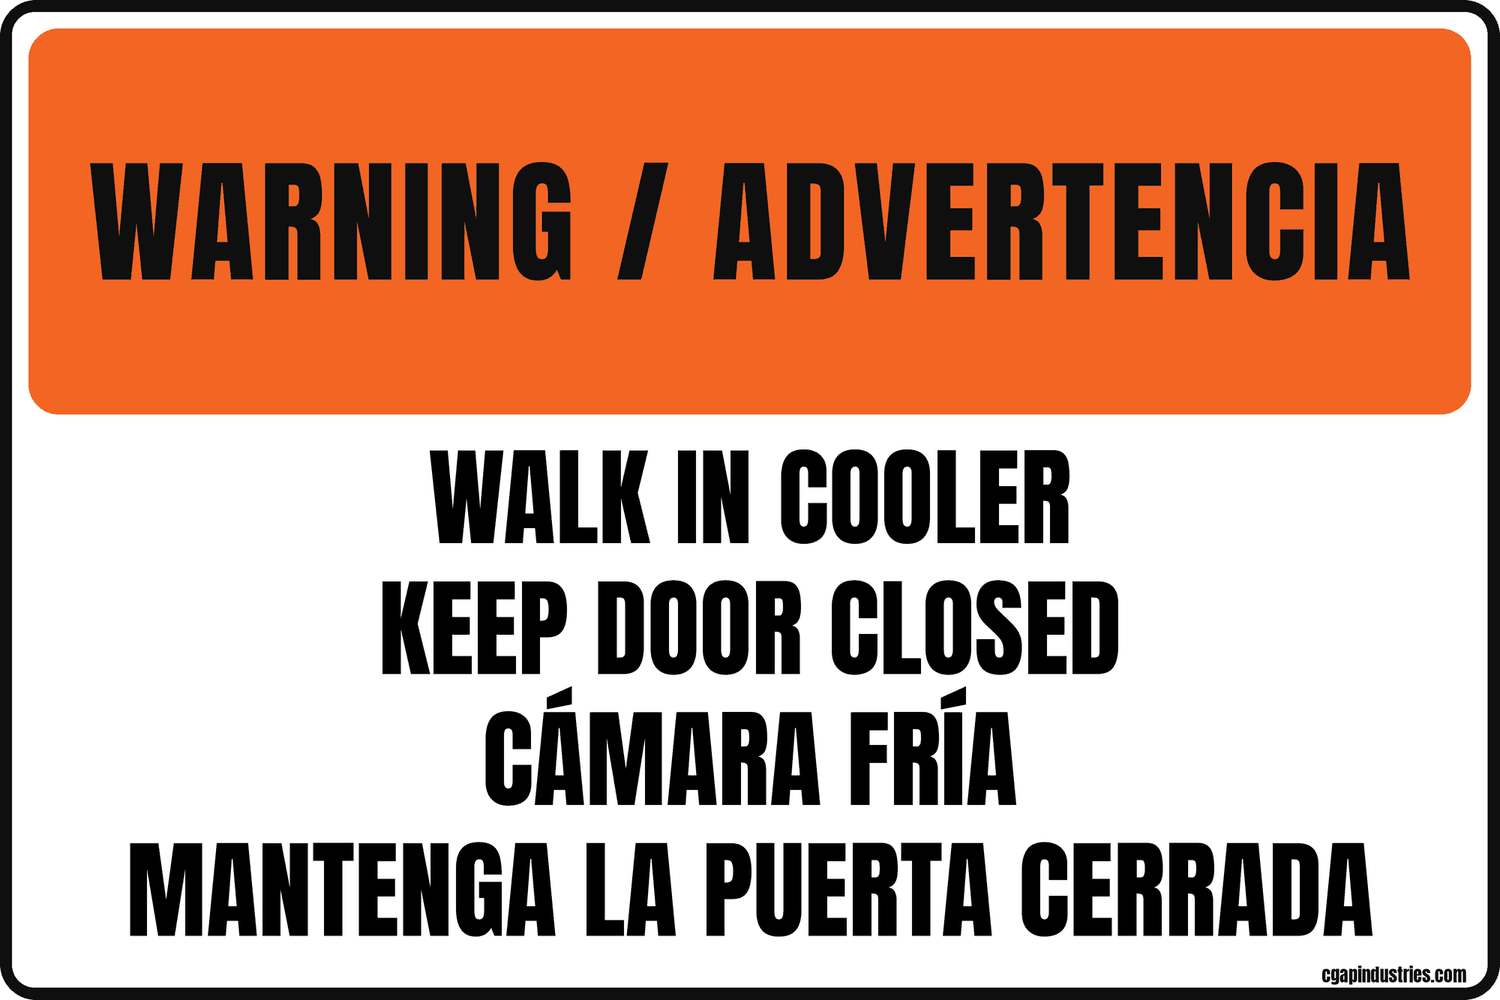 WARNING / ADVERTENCIA
WALK IN COOLER
KEEP DOOR CLOSED
CÁMARA FRÍA
MANTENGA LA PUERTA CERRADA
cgapindustries.com